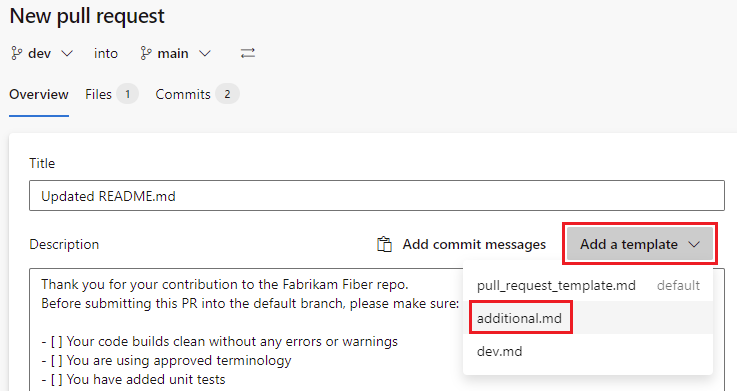 New pull request
dev into main
Overview Files 1 Commits 2
Title
Updated README.md
Description Add commit messages Add a template
Thank you for your contribution to the Fabrikam Fiber repo.
Before submitting this PR into the default branch, please make sure:
- [ ] Your code builds clean without any errors or warnings
- [ ] You are using approved terminology
- [ ] You have added unit tests
pull_request_template.md default
additional.md
dev.md